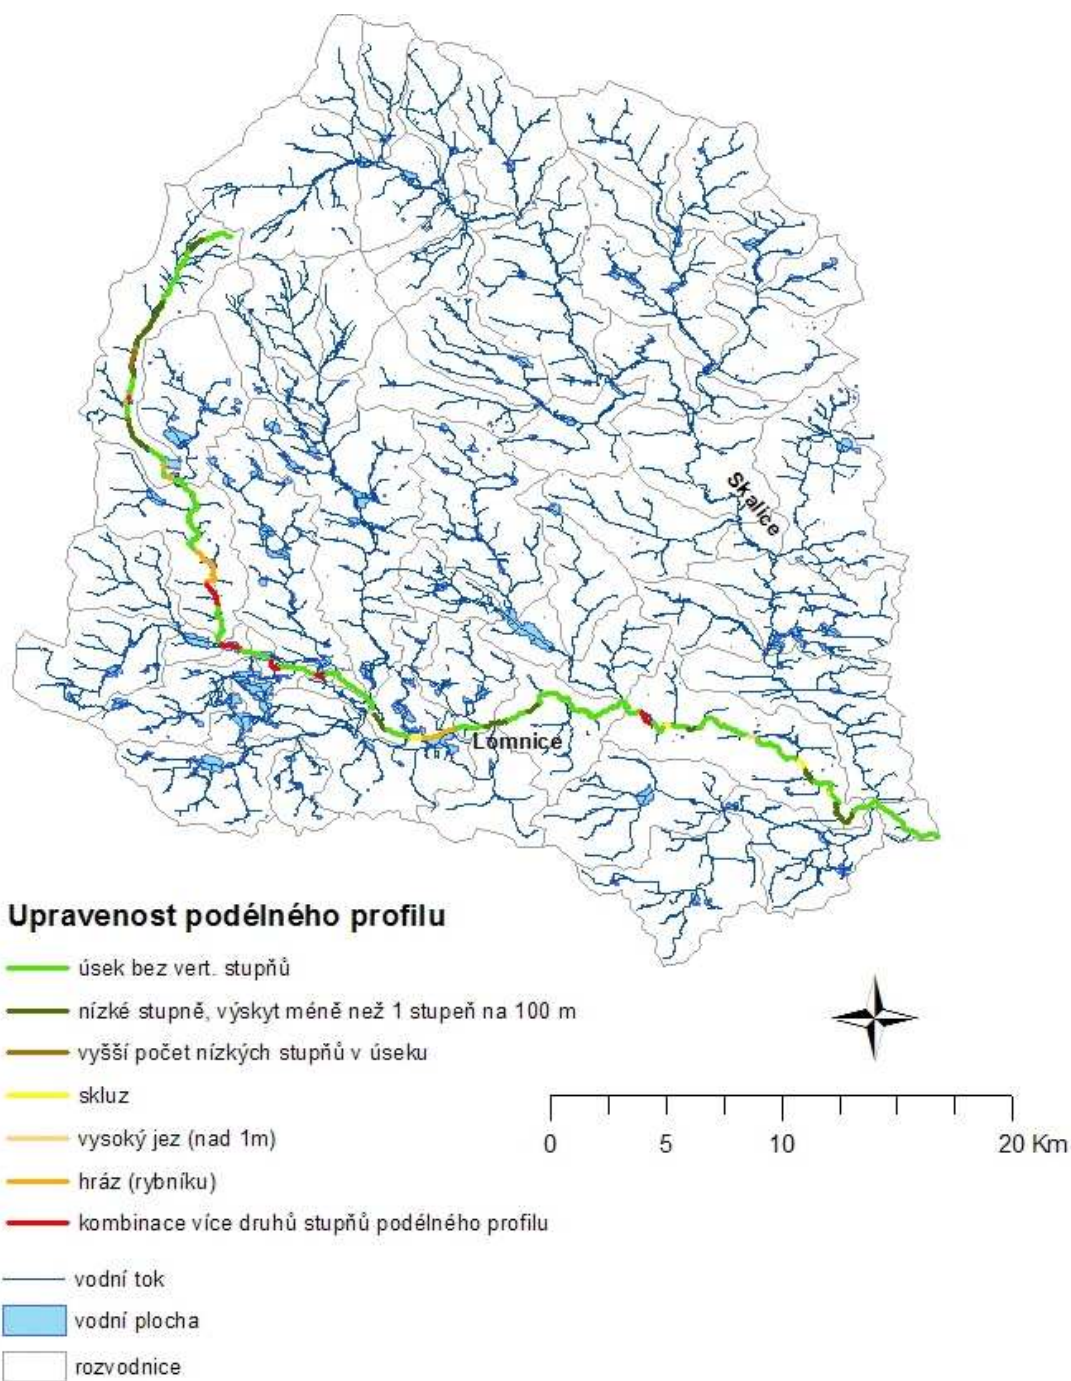 Skalice
Lomnice
Upravenost podélného profilu
úsek bez vert. stupňů
nízké stupně, výskyt méně než 1 stupeň na 100 m
vyšší počet nízkých stupňů v úseku
skluz
vysoký jez (nad 1m)
hráz (rybníku)
kombinace více druhů stupňů podélného profilu
vodní tok
vodní plocha
rozvodnice
0 5 10 20 Km